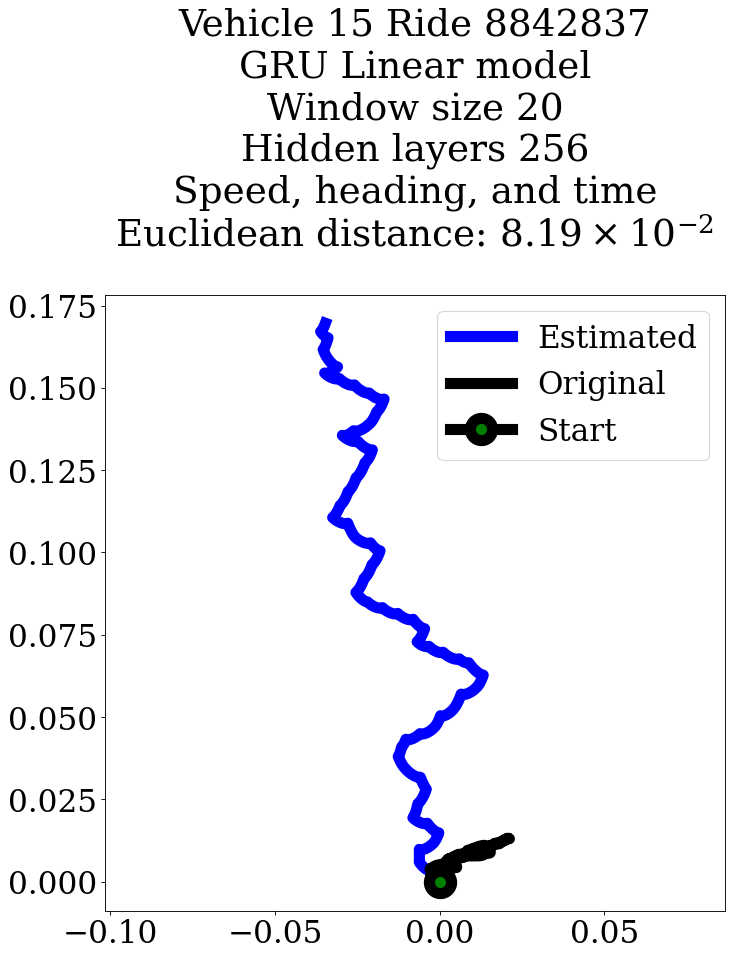 Vehicle 15 Ride 8842837
GRU Linear model
Window size 20
Hidden layers 256
Speed, heading, and time
Euclidean distance: 8.19 × 10⁻²
0.175
0.150
0.125
0.100
0.075
0.050
0.025
0.000
Estimated
Original
Start
−0.10 −0.05 0.00 0.05